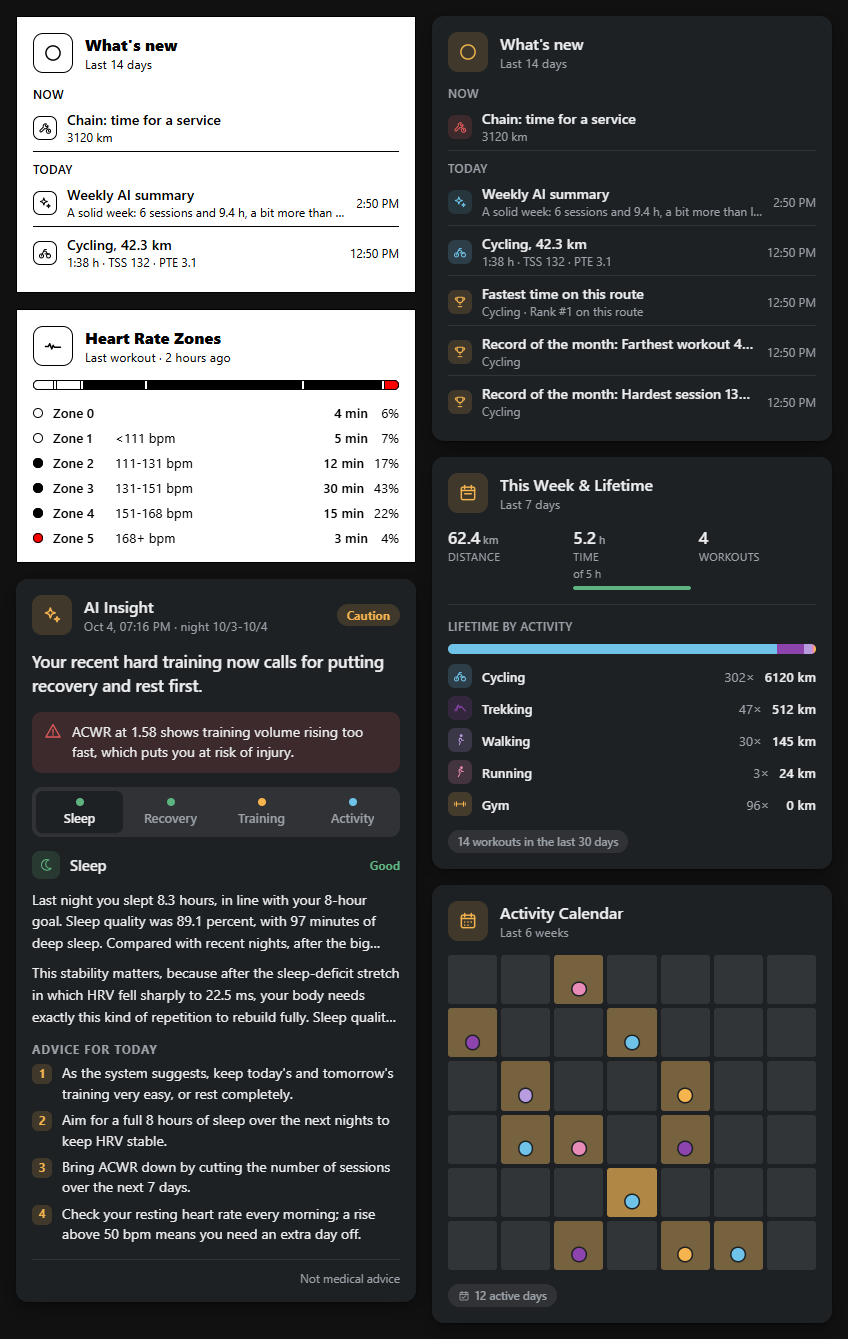 What's new
Last 14 days
NOW
Chain: time for a service
3120 km
TODAY
Weekly AI summary
A solid week: 6 sessions and 9.4 h, a bit more than ...
2:50 PM
Cycling, 42.3 km
1:38 h · TSS 132 · PTE 3.1
12:50 PM
Heart Rate Zones
Last workout · 2 hours ago
Zone 0 4 min 6%
Zone 1 <111 bpm 5 min 7%
Zone 2 111-131 bpm 12 min 17%
Zone 3 131-151 bpm 30 min 43%
Zone 4 151-168 bpm 15 min 22%
Zone 5 168+ bpm 3 min 4%
AI Insight
Oct 4, 07:16 PM · night 10/3-10/4
Caution
Your recent hard training now calls for putting
recovery and rest first.
ACWR at 1.58 shows training volume rising too
fast, which puts you at risk of injury.
Sleep Recovery Training Activity
Sleep Good
Last night you slept 8.3 hours, in line with your 8-hour
goal. Sleep quality was 89.1 percent, with 97 minutes of
deep sleep. Compared with recent nights, after the big...
This stability matters, because after the sleep-deficit stretch
in which HRV fell sharply to 22.5 ms, your body needs
exactly this kind of repetition to rebuild fully. Sleep qualit...
ADVICE FOR TODAY
1 As the system suggests, keep today's and tomorrow's
training very easy, or rest completely.
2 Aim for a full 8 hours of sleep over the next nights to
keep HRV stable.
3 Bring ACWR down by cutting the number of sessions
over the next 7 days.
4 Check your resting heart rate every morning; a rise
above 50 bpm means you need an extra day off.
Not medical advice
What's new
Last 14 days
NOW
Chain: time for a service
3120 km
TODAY
Weekly AI summary
A solid week: 6 sessions and 9.4 h, a bit more than l...
2:50 PM
Cycling, 42.3 km
1:38 h · TSS 132 · PTE 3.1
12:50 PM
Fastest time on this route
Cycling · Rank #1 on this route
12:50 PM
Record of the month: Farthest workout 4...
Cycling
12:50 PM
Record of the month: Hardest session 13...
Cycling
12:50 PM
This Week & Lifetime
Last 7 days
62.4 km 5.2 h 4
DISTANCE TIME WORKOUTS
of 5 h
LIFETIME BY ACTIVITY
Cycling 302× 6120 km
Trekking 47× 512 km
Walking 30× 145 km
Running 3× 24 km
Gym 96× 0 km
14 workouts in the last 30 days
Activity Calendar
Last 6 weeks
12 active days